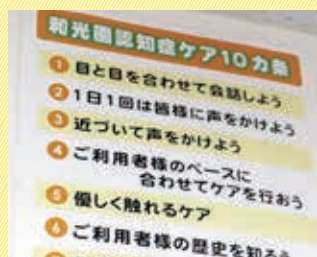 和光園認知症ケア10カ条
1 目と目を合わせて会話しよう
2 1日1回は皆様に声をかけよう
3 近づいて声をかけよう
4 ご利用者様のペースに
合わせてケアを行おう
5 優しく触れるケア
6 ご利用者様の歴史を知ろう